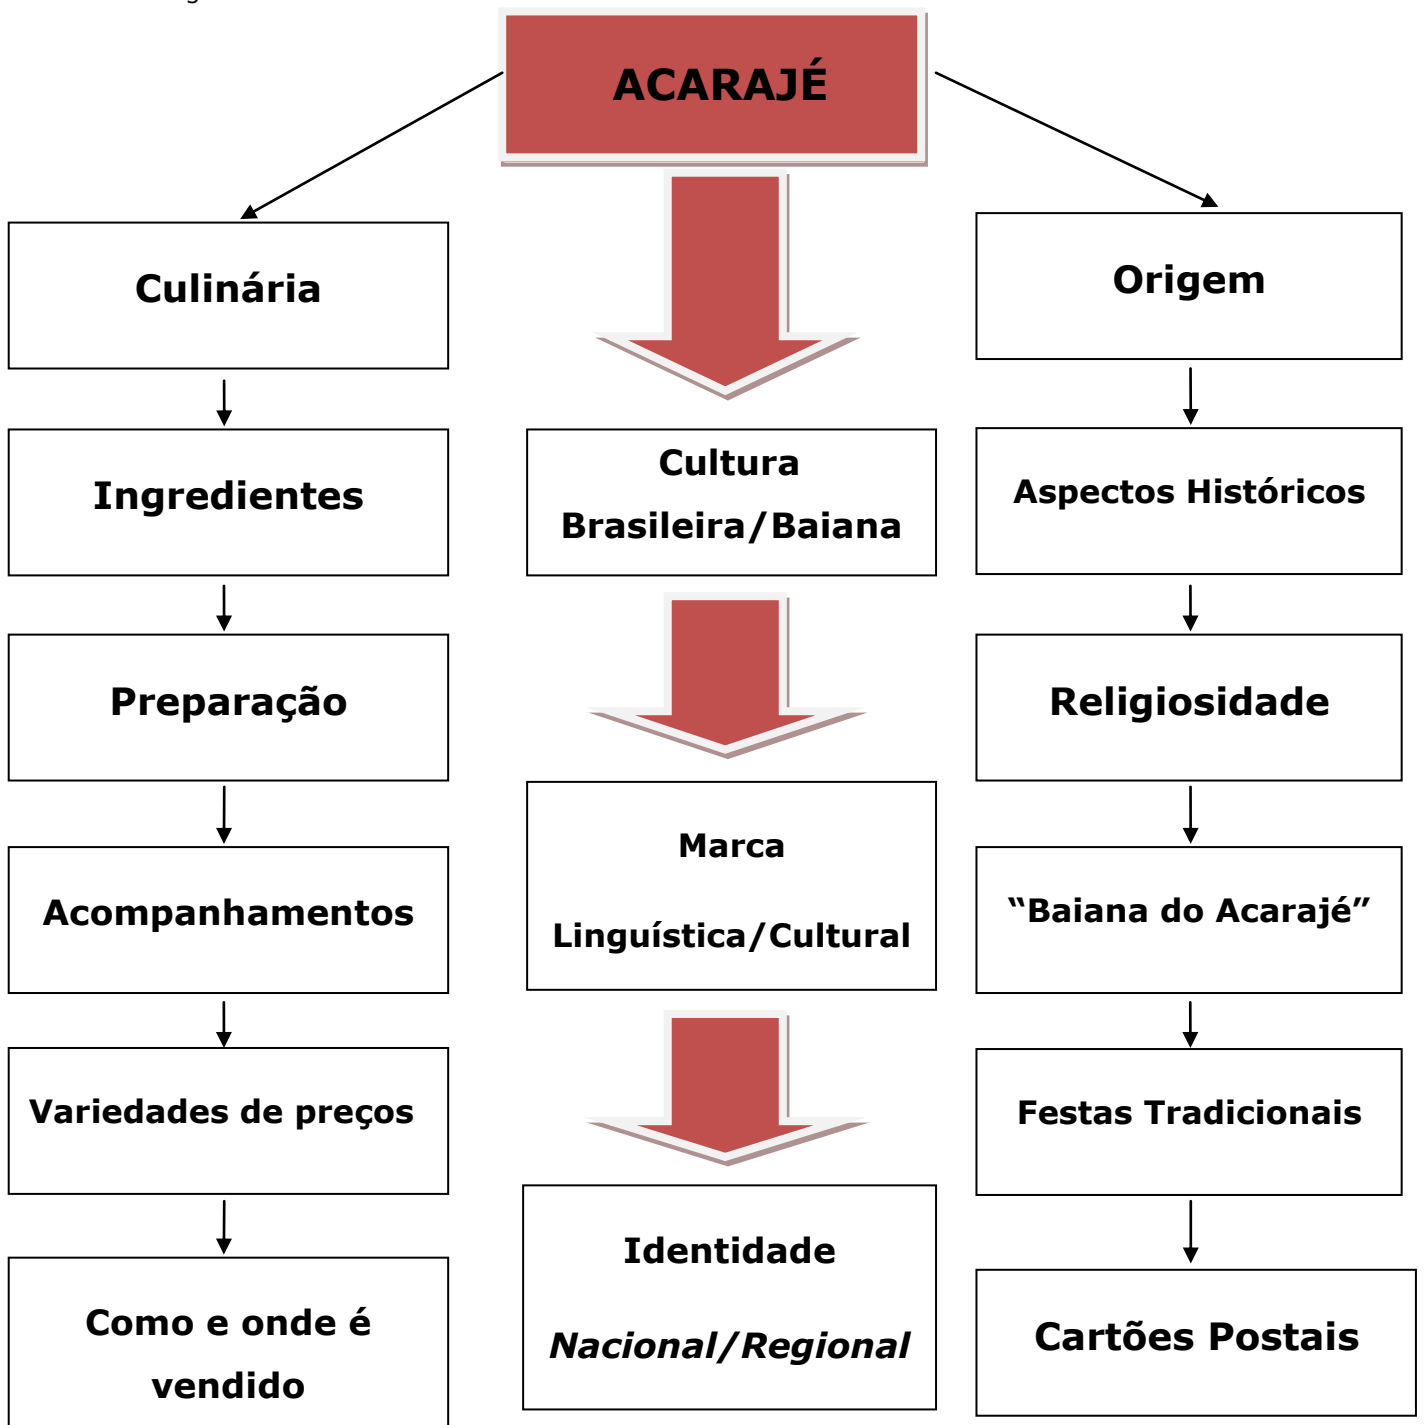 ACARAJÉ
Culinária
Ingredientes
Preparação
Acompanhamentos
Variedades de preços
Como e onde é
vendido
Cultura
Brasileira/Baiana
Marca
Linguística/Cultural
Identidade
Nacional/Regional
Origem
Aspectos Históricos
Religiosidade
“Baiana do Acarajé”
Festas Tradicionais
Cartões Postais